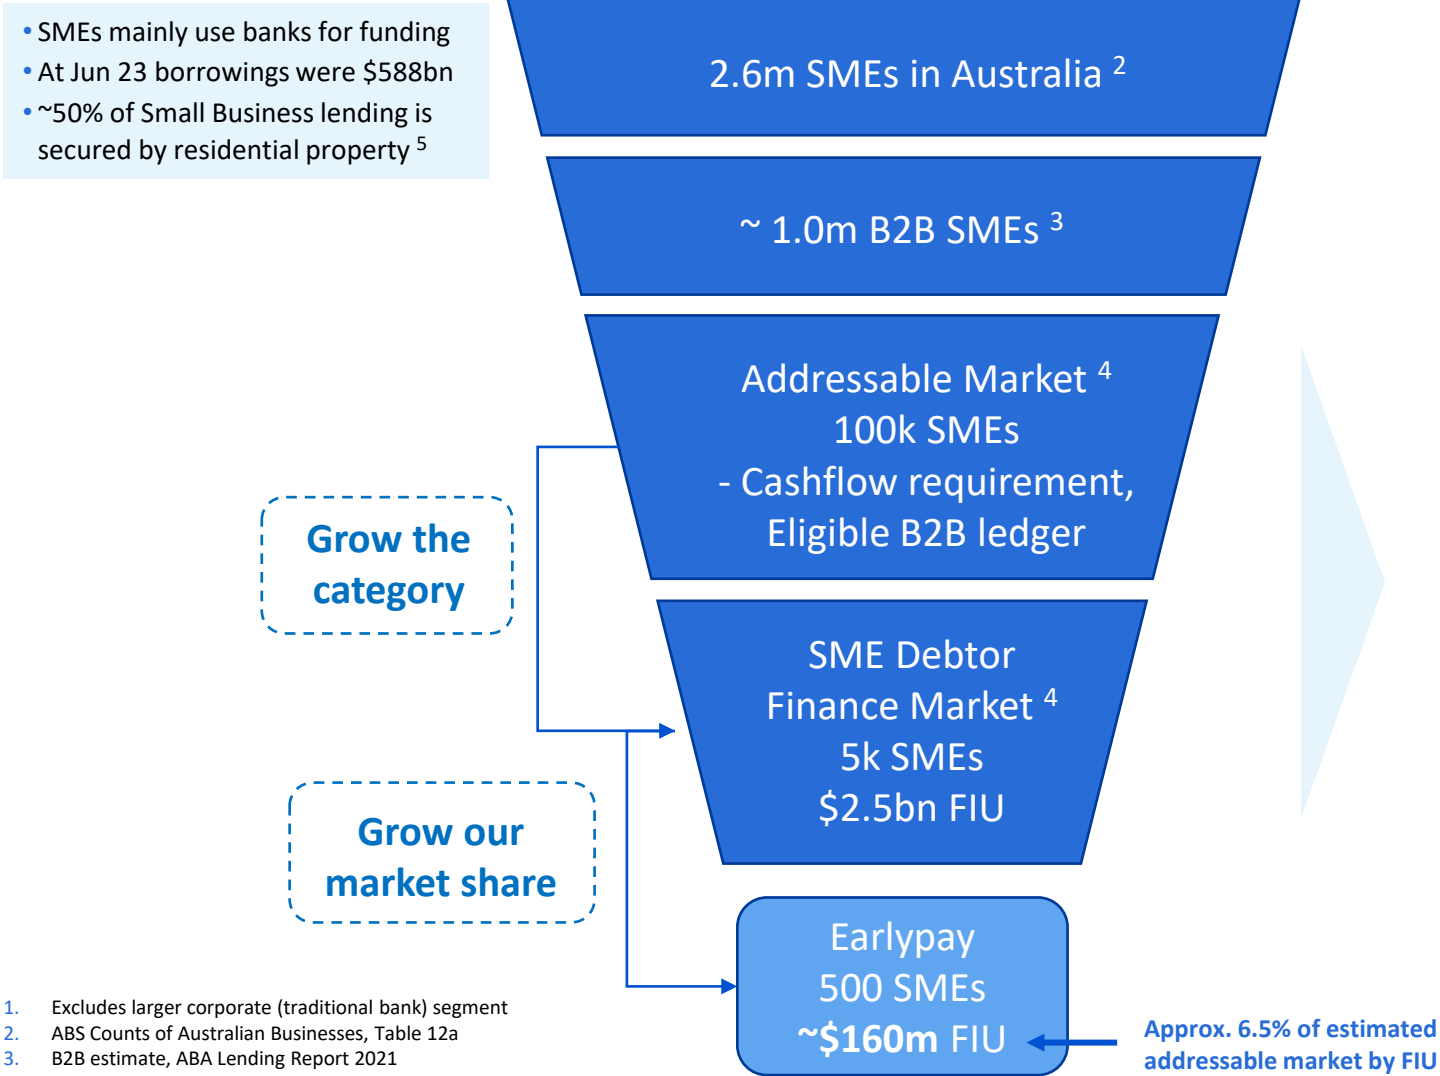 • SMEs mainly use banks for funding
• At Jun 23 borrowings were $588bn
• ~50% of Small Business lending is
secured by residential property 5
2.6m SMEs in Australia 2
~ 1.0m B2B SMEs 3
Addressable Market 4
100k SMEs
- Cashflow requirement,
Eligible B2B ledger
Grow the
category
SME Debtor
Finance Market 4
5k SMEs
$2.5bn FIU
Grow our
market share
Earlypay
500 SMEs
~$160m FIU
Approx. 6.5% of estimated
addressable market by FIU
1. Excludes larger corporate (traditional bank) segment
2. ABS Counts of Australian Businesses, Table 12a
3. B2B estimate, ABA Lending Report 2021